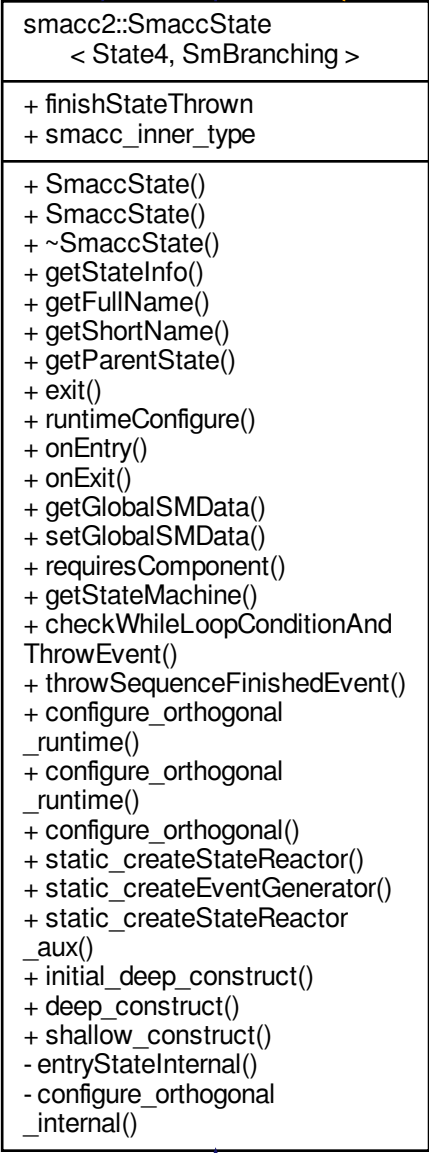 smacc2::SmaccState
< State4, SmBranching >
+ finishStateThrown
+ smacc_inner_type
+ SmaccState()
+ SmaccState()
+ ~SmaccState()
+ getStateInfo()
+ getFullName()
+ getShortName()
+ getParentState()
+ exit()
+ runtimeConfigure()
+ onEntry()
+ onExit()
+ getGlobalSMData()
+ setGlobalSMData()
+ requiresComponent()
+ getStateMachine()
+ checkWhileLoopConditionAnd
ThrowEvent()
+ throwSequenceFinishedEvent()
+ configure_orthogonal
_runtime()
+ configure_orthogonal
_runtime()
+ configure_orthogonal()
+ static_createStateReactor()
+ static_createEventGenerator()
+ static_createStateReactor
_aux()
+ initial_deep_construct()
+ deep_construct()
+ shallow_construct()
- entryStateInternal()
- configure_orthogonal
_internal()